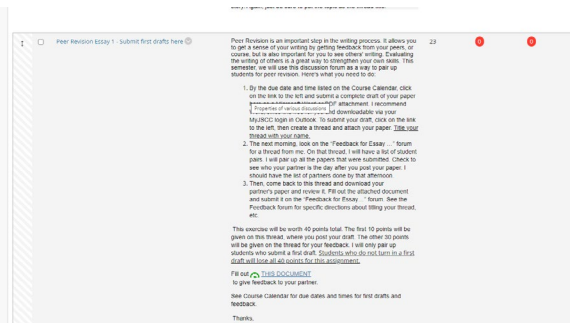 Peer Revision Essay 1 - Submit first drafts here
Peer Revision is an important step in the writing process. It allows you
to get a sense of your writing by getting feedback from your peers, or
course, but is also important for you to see others' writing. Evaluating
the writing of others is a great way to strengthen your own skills. This
semester, we will use this discussion forum as a way to pair up
students for peer revision. Here's what you need to do:
23
0
0
1. By the due date and time listed on the Course Calendar, click
on the link to the left and submit a complete draft of your paper
PDF attachment. I recommend
Properties of various discussions
and downloadable via your
MyJSCC login in Outlook. To submit your draft, click on the link
to the left, then create a thread and attach your paper. Title your
thread with your name.
2. The next morning, look on the "Feedback for Essay ..." forum
for a thread from me. On that thread, I will have a list of student
pairs. I will pair up all the papers that were submitted. Check to
see who your partner is the day after you post your paper. I
should have the list of partners done by that afternoon.
3. Then, come back to this thread and download your
partner's paper and review it. Fill out the attached document
and submit it on the "Feedback for Essay..." forum. See the
Feedback forum for specific directions about titling your thread,
etc.
This exercise will be worth 40 points total. The first 10 points will be
given on this thread, where you post your draft. The other 30 points
will be given on the thread for your feedback. I will only pair up
students who submit a first draft. Students who do not turn in a first
draft will lose all 40 points for this assignment.
Fill out THIS DOCUMENT
to give feedback to your partner.
See Course Calendar for due dates and times for first drafts and
feedback.
Thanks,